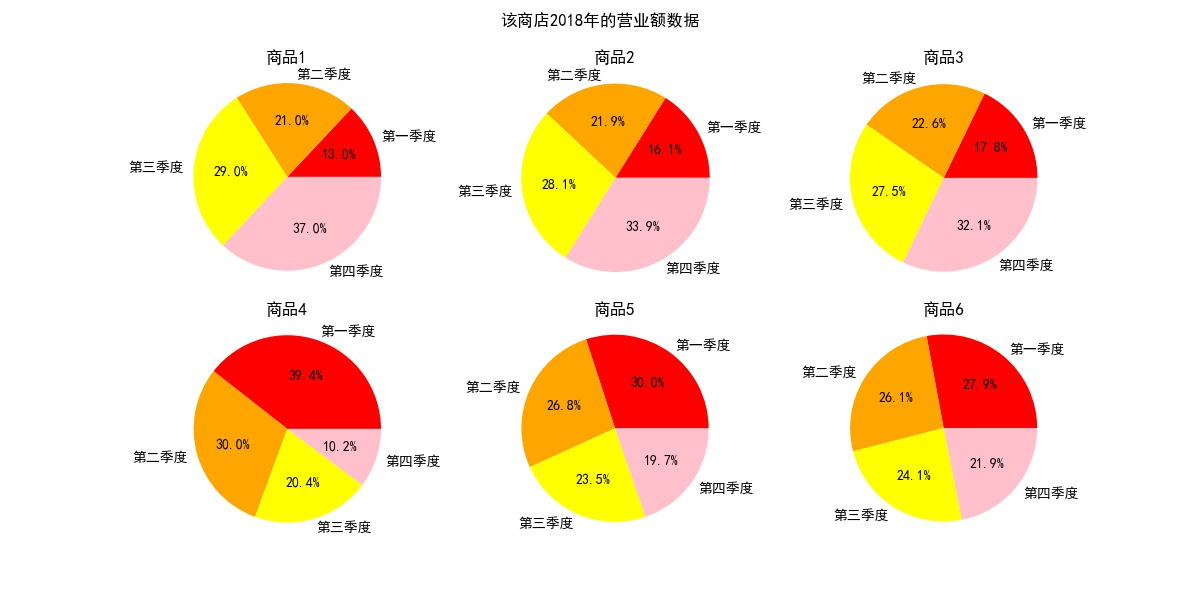 该商店2018年的营业额数据
商品1
第二季度
21.0%
第一季度
13.0%
第三季度
29.0%
37.0%
第四季度
商品2
第二季度
21.9%
第一季度
16.1%
第三季度
28.1%
33.9%
第四季度
商品3
第二季度
22.6%
第一季度
17.8%
第三季度
27.5%
32.1%
第四季度
商品4
第一季度
39.4%
第二季度
30.0%
10.2%
第四季度
20.4%
第三季度
商品5
第一季度
30.0%
第二季度
26.8%
19.7%
第四季度
23.5%
第三季度
商品6
第一季度
27.9%
第二季度
26.1%
21.9%
第四季度
24.1%
第三季度